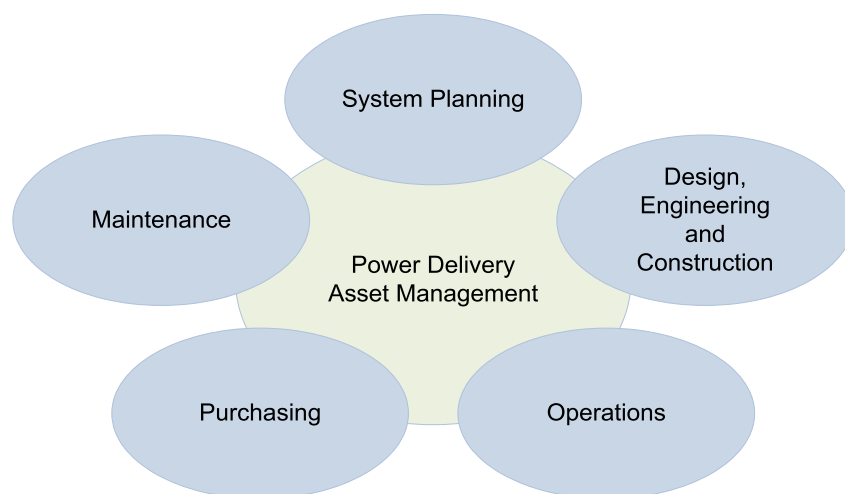 System Planning
Maintenance
Design,
Engineering
and
Construction
Power Delivery
Asset Management
Purchasing
Operations